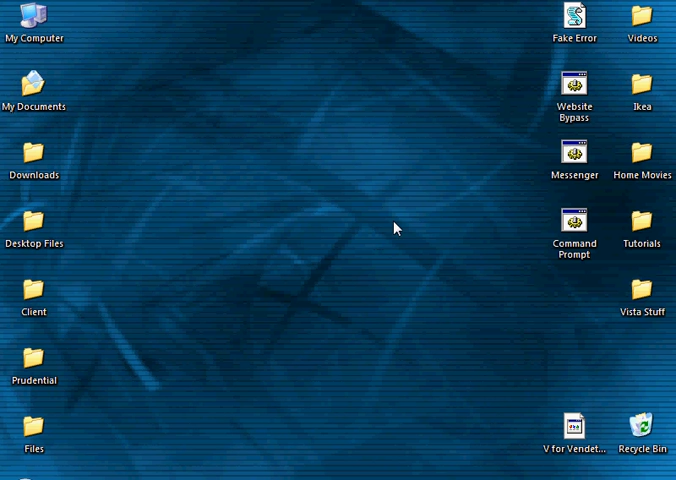 My Computer
My Documents
Downloads
Desktop Files
Client
Prudential
Files
Fake Error
Website
Bypass
Messenger
Command
Prompt
V for Vendet...
Videos
Ikea
Home Movies
Tutorials
Vista Stuff
Recycle Bin